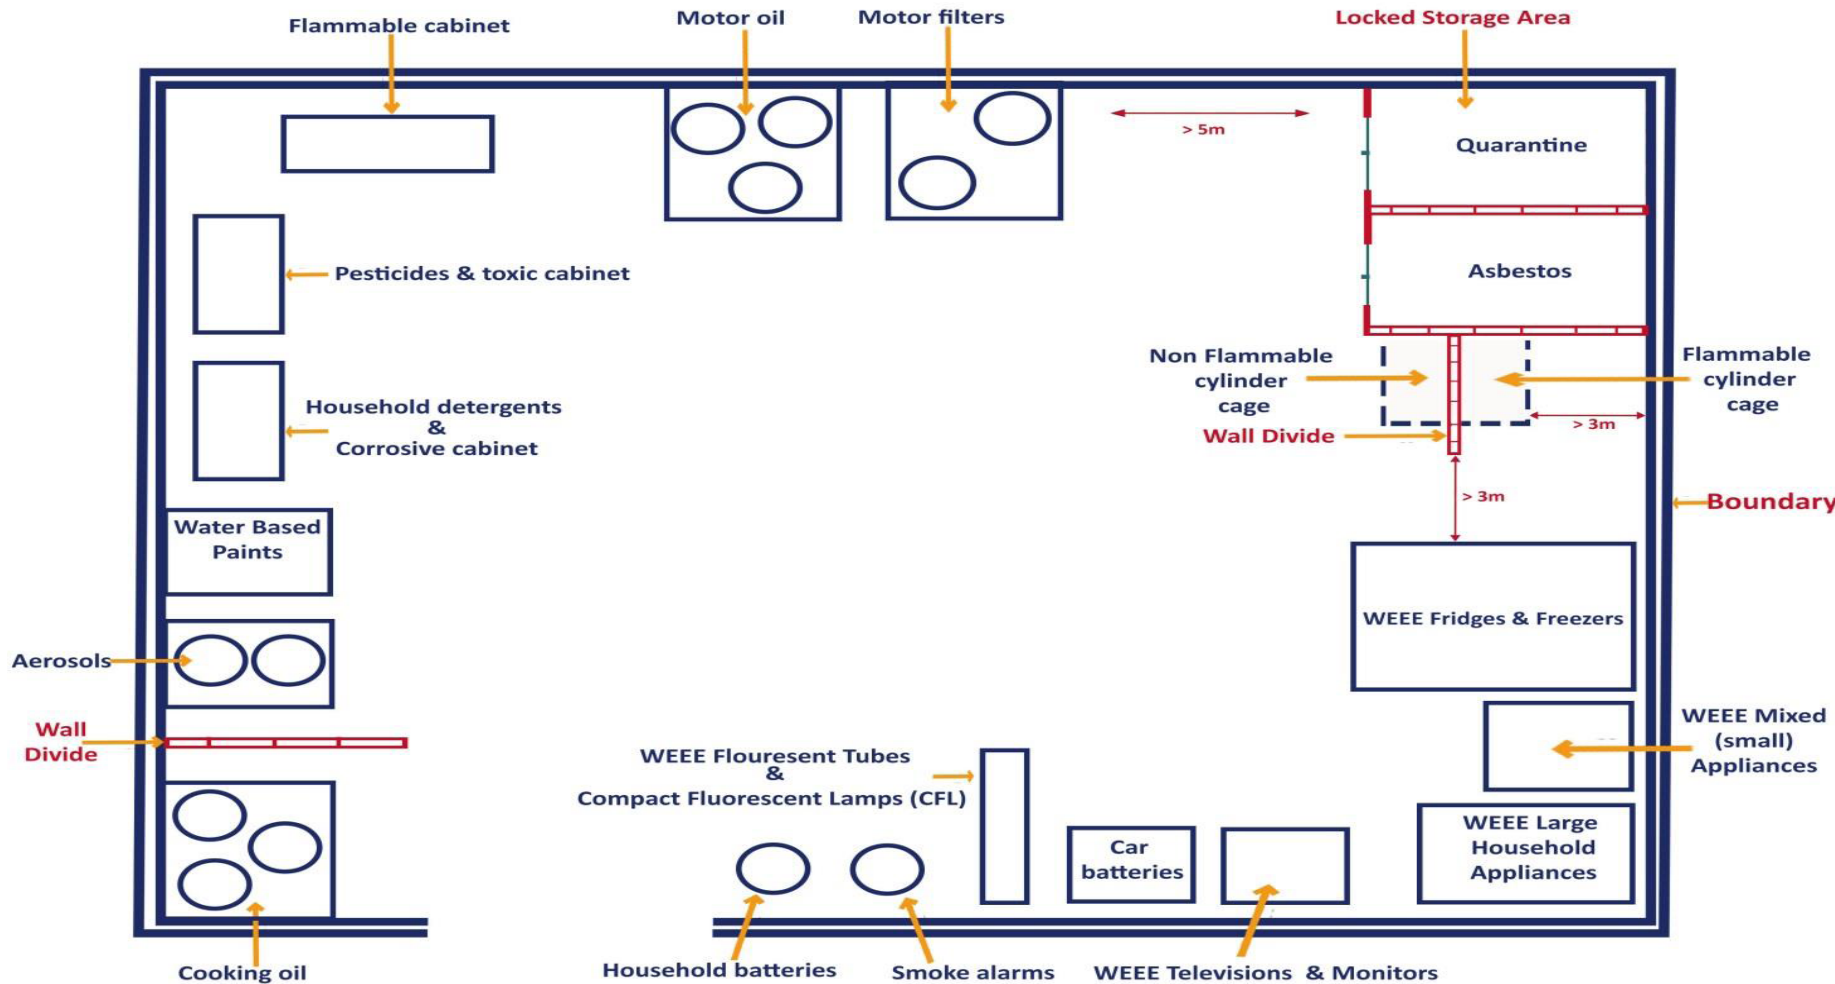 Flammable cabinet
Motor oil
Motor filters
Locked Storage Area
> 5m
Quarantine
Asbestos
Pesticides & toxic cabinet
Non Flammable
cylinder
cage
Flammable
cylinder
cage
> 3m
Wall Divide
Household detergents
&
Corrosive cabinet
> 3m
Boundary
Water Based
Paints
WEEE Fridges & Freezers
Aerosols
Wall
Divide
WEEE Mixed
(small)
Appliances
WEEE Flouresent Tubes
&
Compact Fluorescent Lamps (CFL)
Car
batteries
WEEE Large
Household
Appliances
Cooking oil
Household batteries
Smoke alarms
WEEE Televisions & Monitors